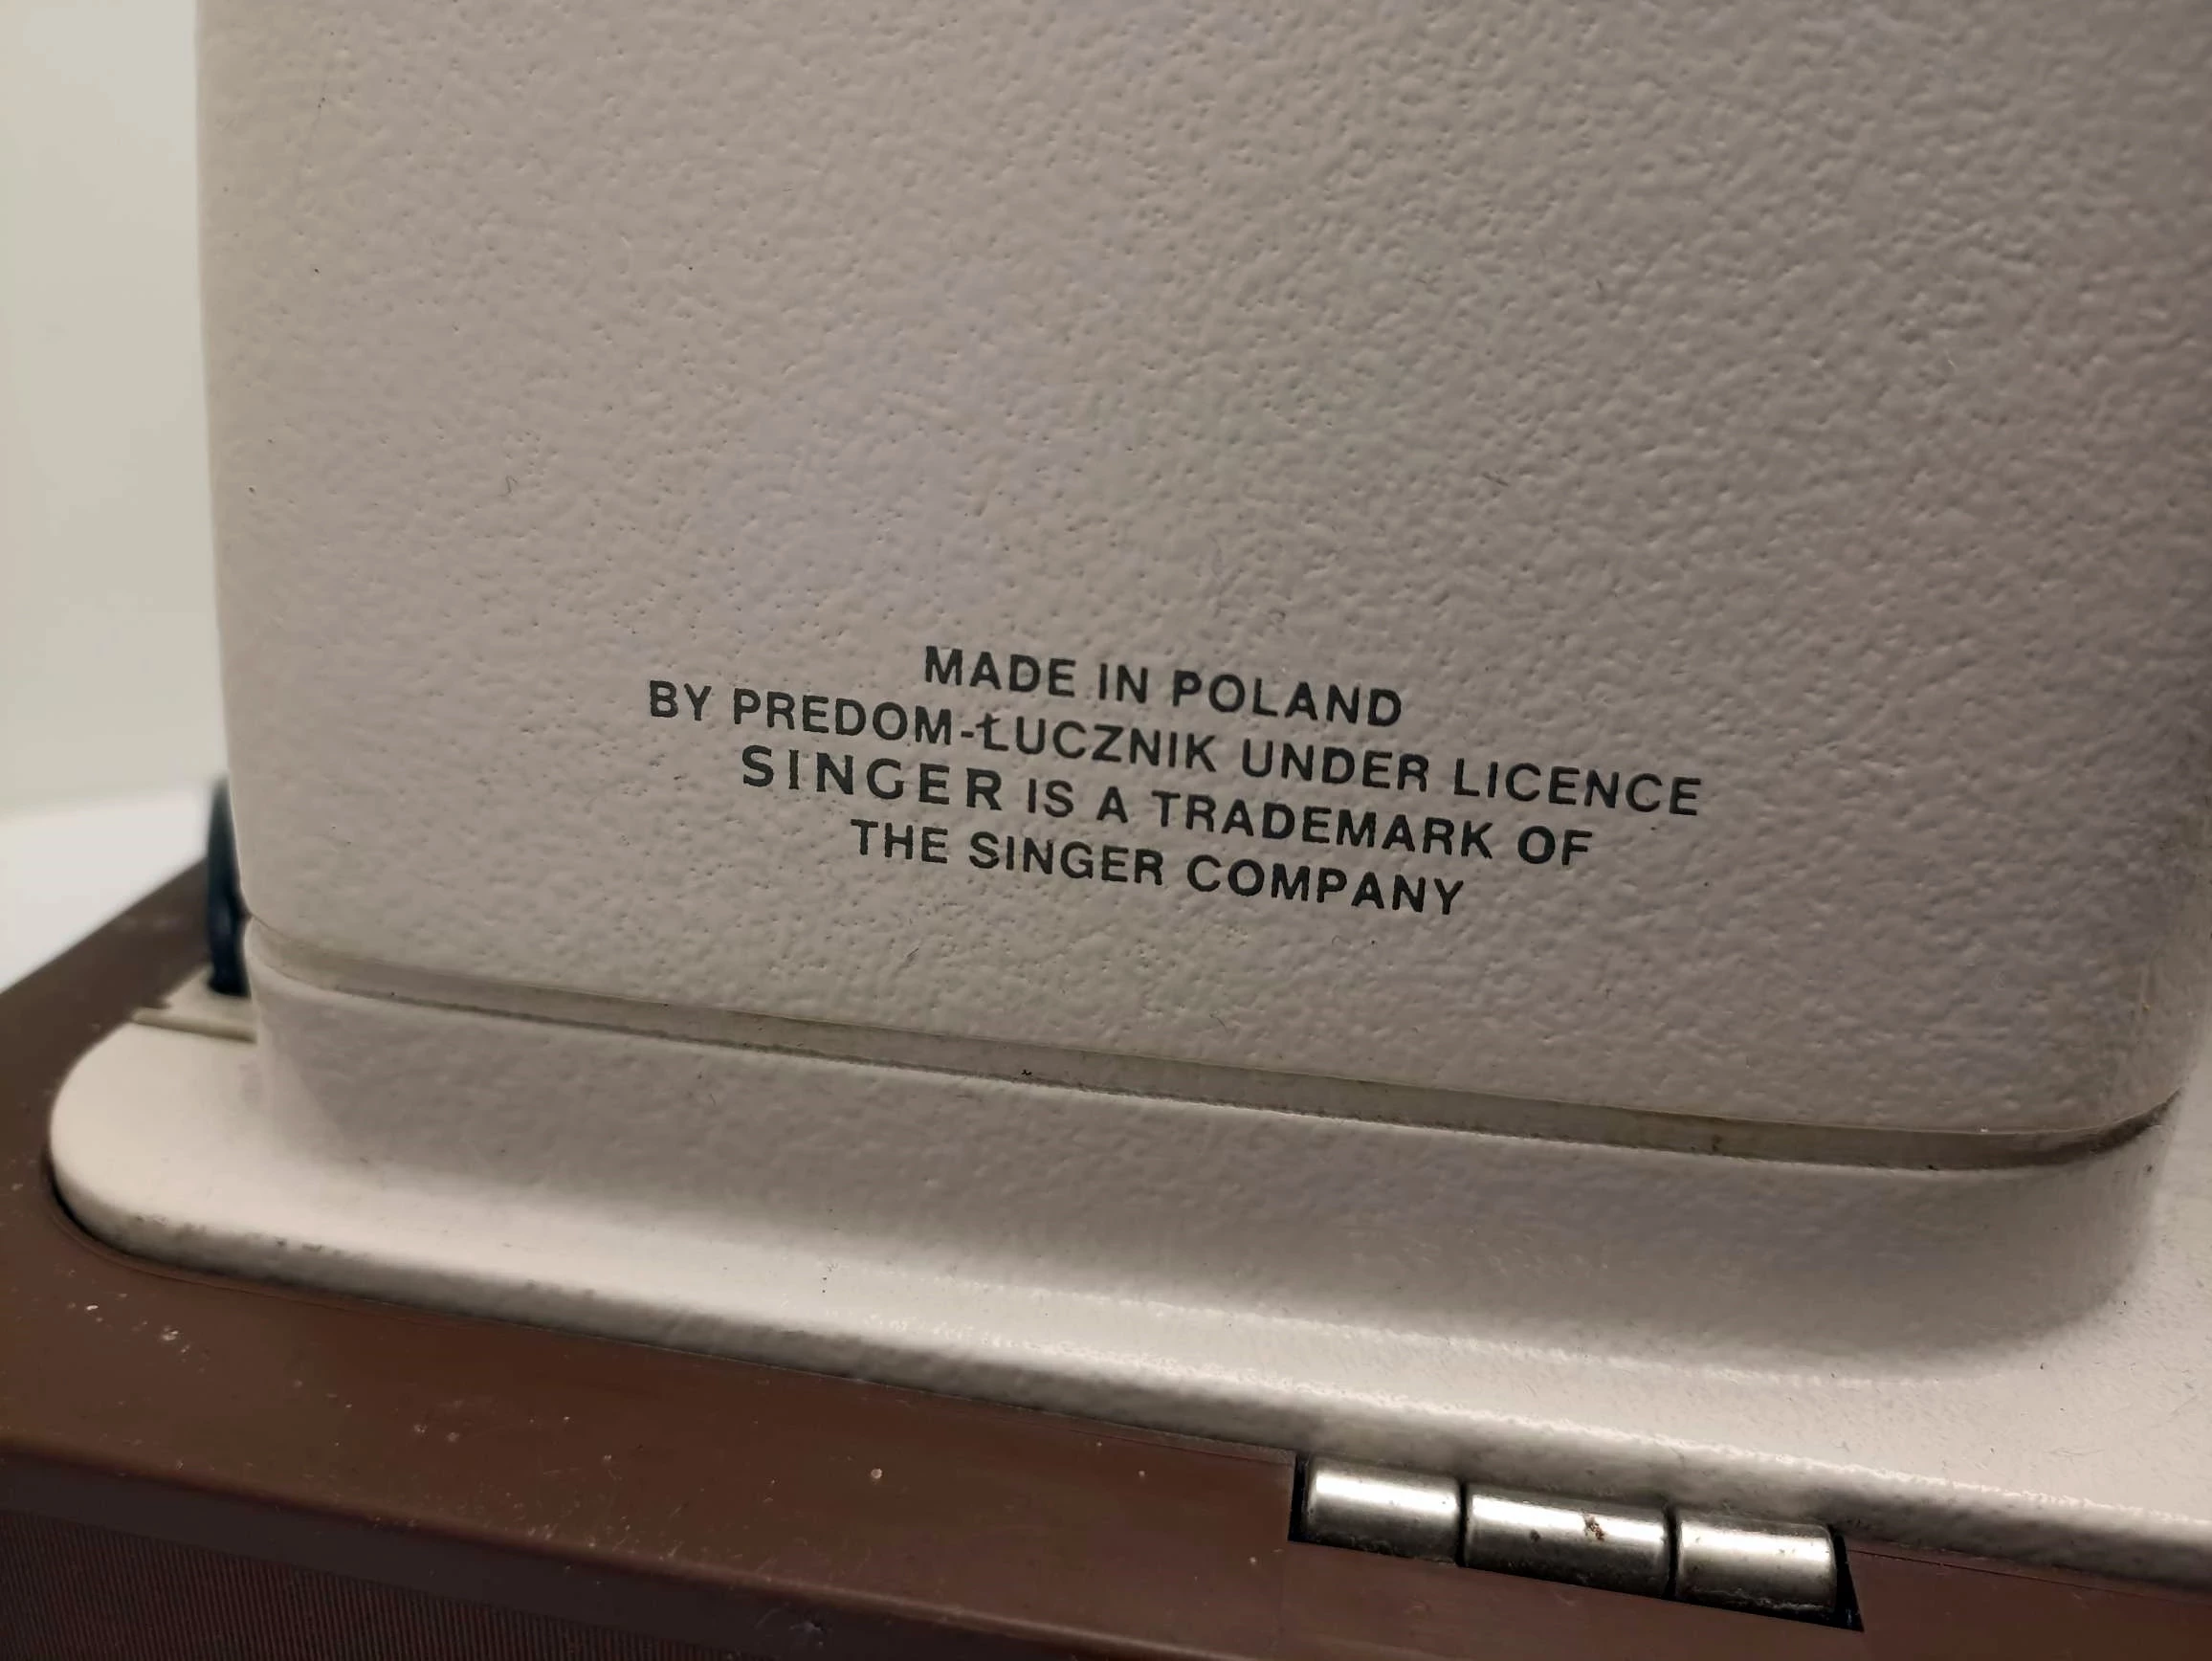 MADE IN POLAND
BY PREDOM-ŁUCZNIK UNDER LICENCE
SINGER IS A TRADEMARK OF
THE SINGER COMPANY